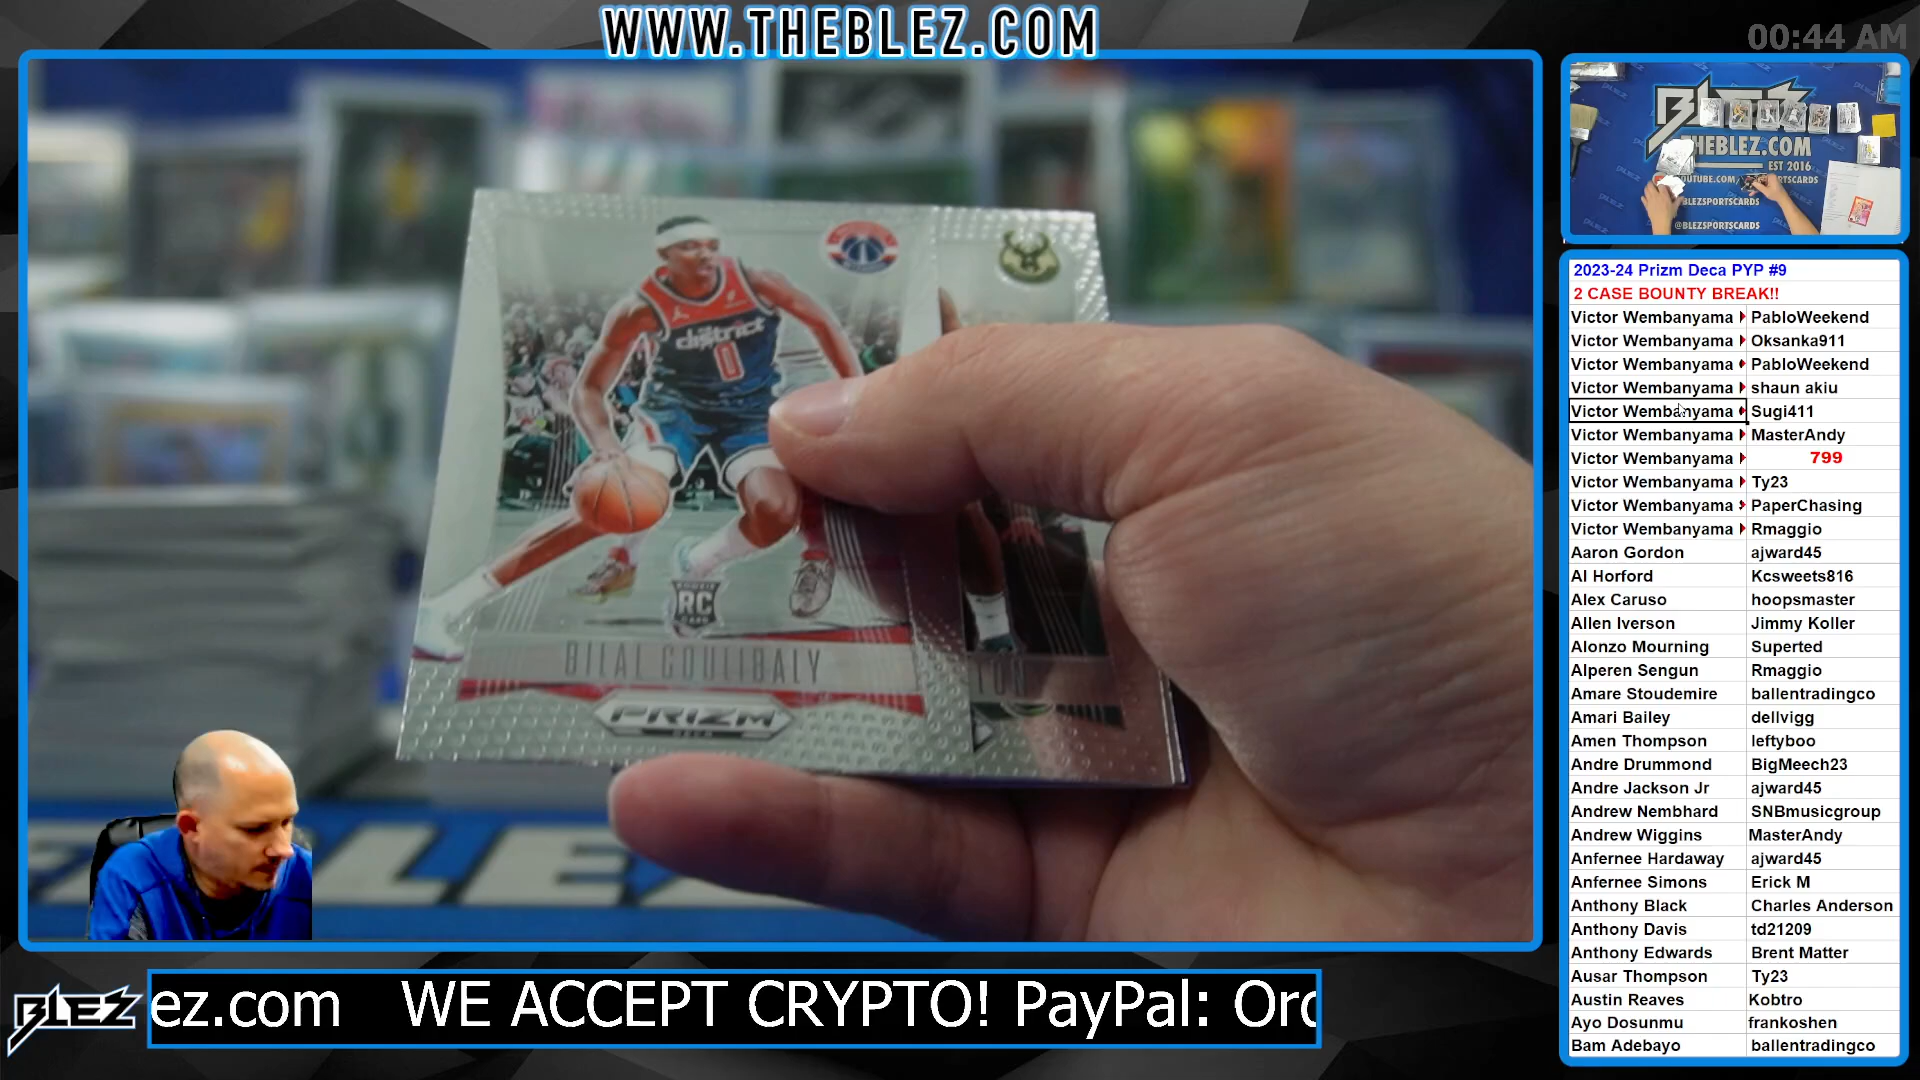 WWW.THEBLEZ.COM
00:44 AM
district
0
RC
BILAL COULIBALY
PRIZM
DECA
BLEZ
THEBLEZ.COM
EST 2016
@BLEZSPORTSCARDS
2023-24 Prizm Deca PYP #9
2 CASE BOUNTY BREAK!!
Victor Wembanyama PabloWeekend
Victor Wembanyama Oksanka911
Victor Wembanyama PabloWeekend
Victor Wembanyama shaun akiu
Victor Wembanyama Sugi411
Victor Wembanyama MasterAndy
Victor Wembanyama 799
Victor Wembanyama Ty23
Victor Wembanyama PaperChasing
Victor Wembanyama Rmaggio
Aaron Gordon ajward45
Al Horford Kcsweets816
Alex Caruso hoopsmaster
Allen Iverson Jimmy Koller
Alonzo Mourning Superted
Alperen Sengun Rmaggio
Amare Stoudemire ballentradingco
Amari Bailey dellvigg
Amen Thompson leftyboo
Andre Drummond BigMeech23
Andre Jackson Jr ajward45
Andrew Nembhard SNBmusicgroup
Andrew Wiggins MasterAndy
Anfernee Hardaway ajward45
Anfernee Simons Erick M
Anthony Black Charles Anderson
Anthony Davis td21209
Anthony Edwards Brent Matter
Ausar Thompson Ty23
Austin Reaves Kobtro
Ayo Dosunmu frankoshen
Bam Adebayo ballentradingco
BLEZ
ez.com WE ACCEPT CRYPTO! PayPal: Orc